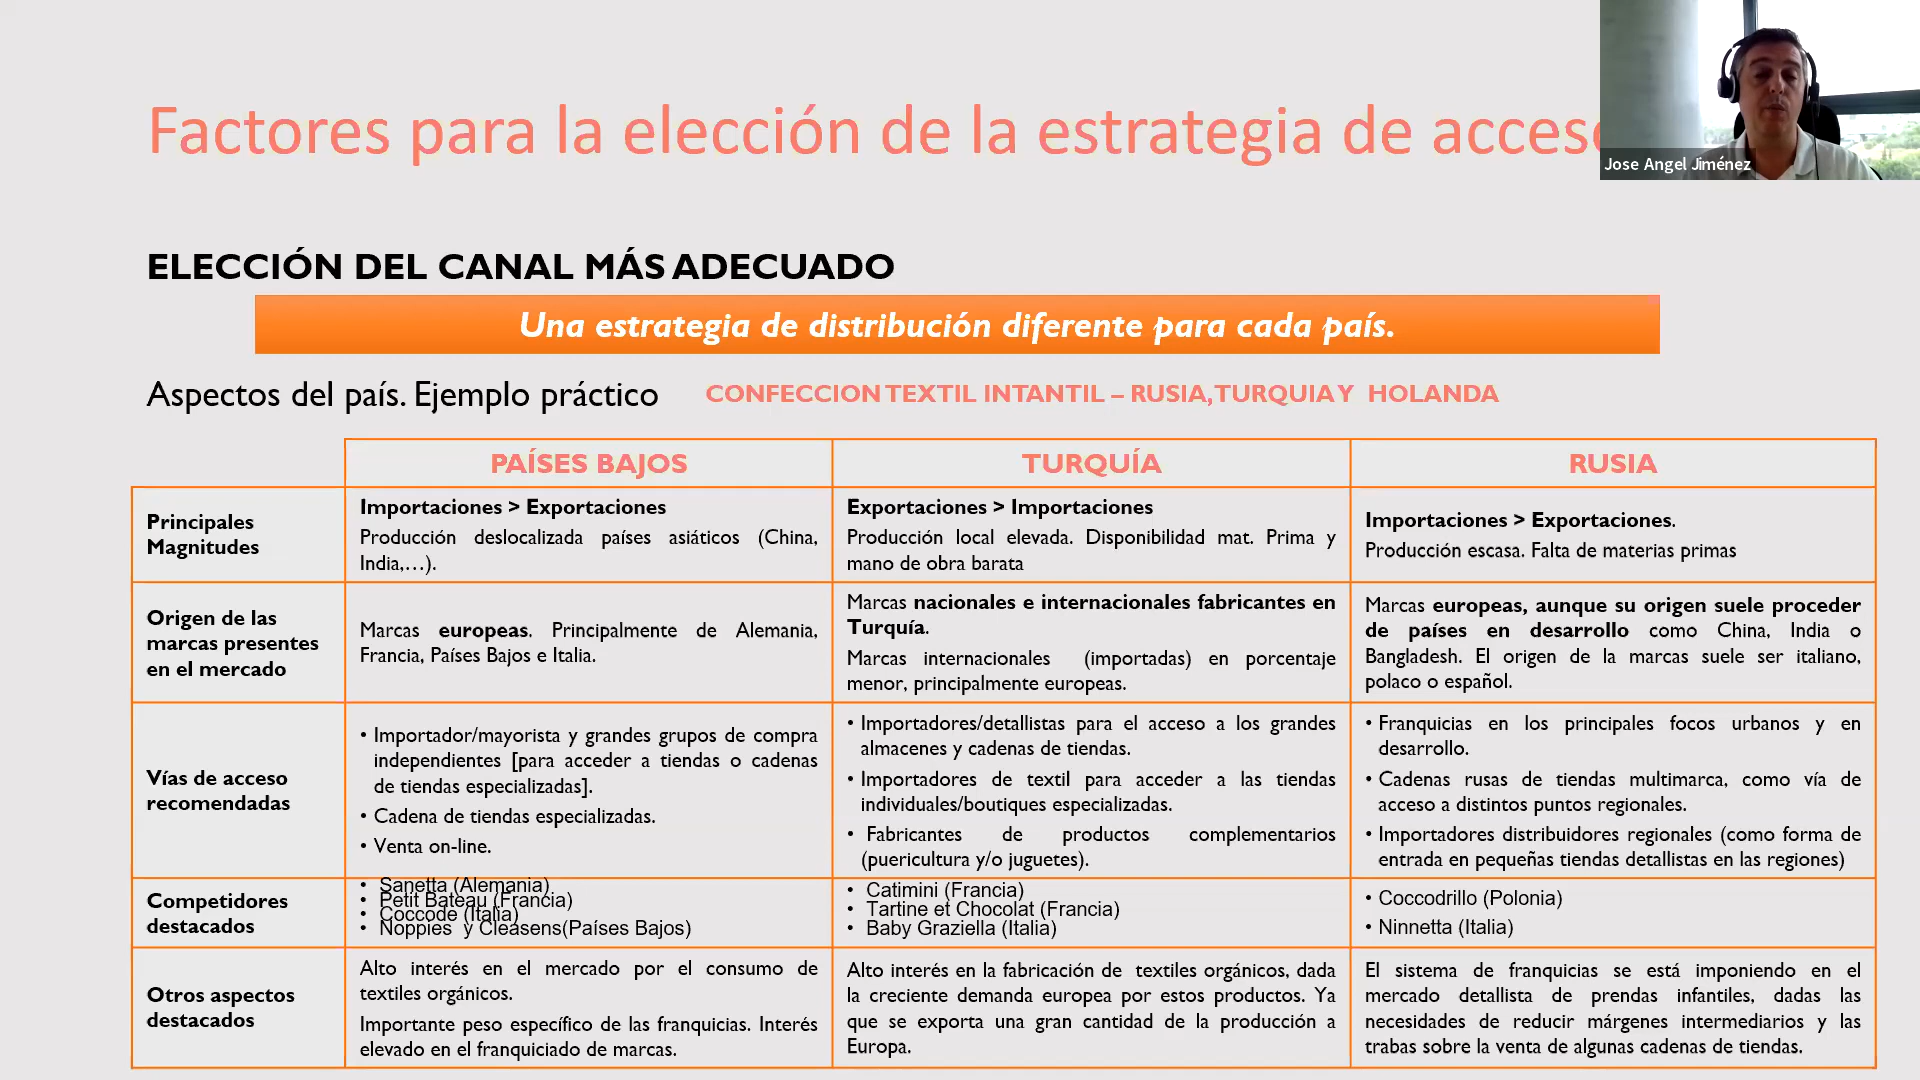 Factores para la elección de la estrategia de acceso
Jose Angel Jiménez
ELECCIÓN DEL CANAL MÁS ADECUADO
Una estrategia de distribución diferente para cada país.
Aspectos del país. Ejemplo práctico
CONFECCION TEXTIL INTANTIL – RUSIA, TURQUIA Y HOLANDA
PAÍSES BAJOS
TURQUÍA
RUSIA
Principales
Magnitudes
Importaciones > Exportaciones
Producción deslocalizada países asiáticos (China,
India,…).
Exportaciones > Importaciones
Producción local elevada. Disponibilidad mat. Prima y
mano de obra barata
Importaciones > Exportaciones.
Producción escasa. Falta de materias primas
Origen de las
marcas presentes
en el mercado
Marcas europeas. Principalmente de Alemania,
Francia, Países Bajos e Italia.
Marcas nacionales e internacionales fabricantes en
Turquía.
Marcas internacionales (importadas) en porcentaje
menor, principalmente europeas.
Marcas europeas, aunque su origen suele proceder
de países en desarrollo como China, India o
Bangladesh. El origen de la marcas suele ser italiano,
polaco o español.
Vías de acceso
recomendadas
• Importador/mayorista y grandes grupos de compra
independientes [para acceder a tiendas o cadenas
de tiendas especializadas].
• Cadena de tiendas especializadas.
• Venta on-line.
• Importadores/detallistas para el acceso a los grandes
almacenes y cadenas de tiendas.
• Importadores de textil para acceder a las tiendas
individuales/boutiques especializadas.
• Fabricantes de productos complementarios
(puericultura y/o juguetes).
• Franquicias en los principales focos urbanos y en
desarrollo.
• Cadenas rusas de tiendas multimarca, como vía de
acceso a distintos puntos regionales.
• Importadores distribuidores regionales (como forma de
entrada en pequeñas tiendas detallistas en las regiones)
Competidores
destacados
• Sanetta (Alemania)
• Petit Bateau (Francia)
• Coccode (Italia)
• Noppies y Cleasens(Países Bajos)
• Catimini (Francia)
• Tartine et Chocolat (Francia)
• Baby Graziella (Italia)
• Coccodrillo (Polonia)
• Ninnetta (Italia)
Otros aspectos
destacados
Alto interés en el mercado por el consumo de
textiles orgánicos.
Importante peso específico de las franquicias. Interés
elevado en el franquiciado de marcas.
Alto interés en la fabricación de textiles orgánicos, dada
la creciente demanda europea por estos productos. Ya
que se exporta una gran cantidad de la producción a
Europa.
El sistema de franquicias se está imponiendo en el
mercado detallista de prendas infantiles, dadas las
necesidades de reducir márgenes intermediarios y las
trabas sobre la venta de algunas cadenas de tiendas.